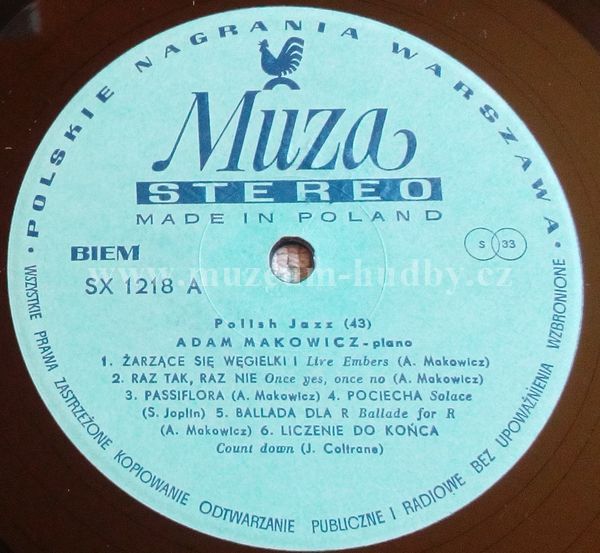 POLSKIE NAGRANIA WARSZAWA
Muza
STEREO
MADE IN POLAND
BIEM
SX 1218 A
S 33
www.muzeum-hudby.cz
Polish Jazz (43)
ADAM MAKOWICZ - piano
1. ŻARZĄCE SIĘ WĘGIELKI I Live Embers (A. Makowicz)
2. RAZ TAK, RAZ NIE Once yes, once no (A. Makowicz)
3. PASSIFLORA (A. Makowicz) 4. POCIECHA Solace
(S. Joplin) 5. BALLADA DLA R Ballade for R
(A. Makowicz) 6. LICZENIE DO KOŃCA
Count down (J. Coltrane)
WSZYSTKIE PRAWA ZASTRZEŻONE KOPIOWANIE ODTWARZANIE PUBLICZNE I RADIOWE BEZ UPOWAŻNIENIA WZBRONIONE